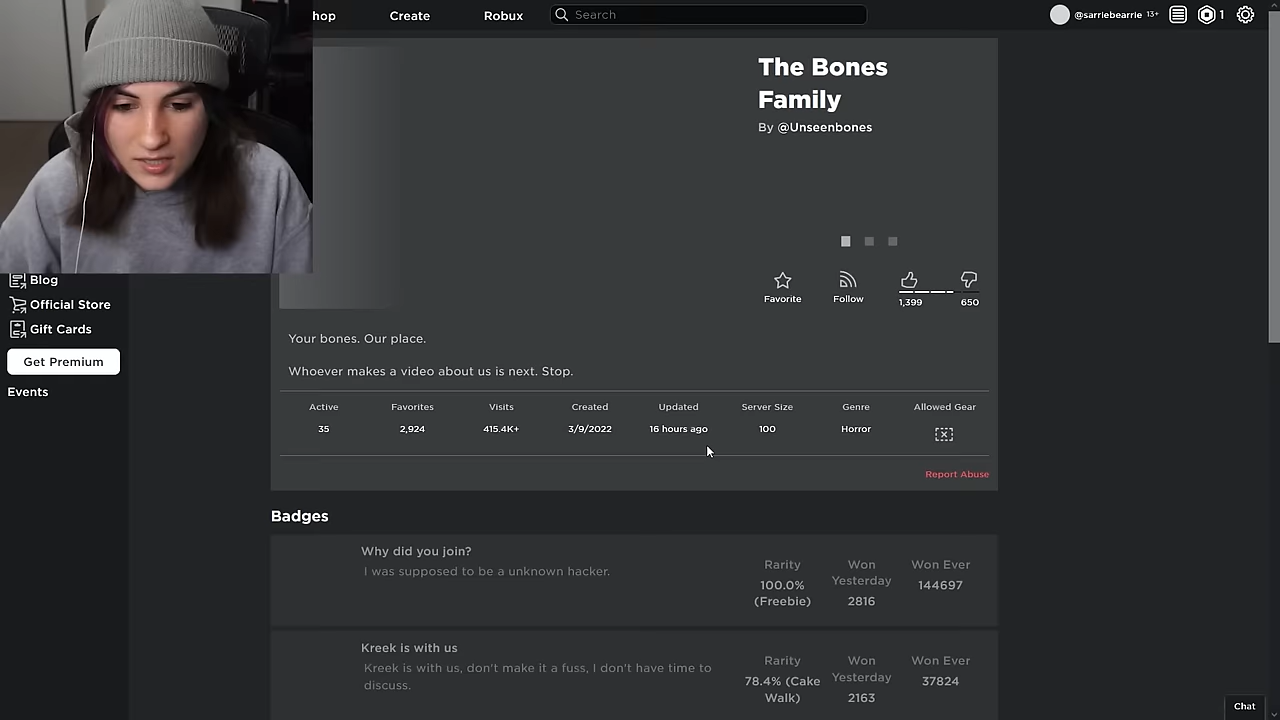 hop
Create
Robux
Search
@sarriebearrie 13+
1
The Bones
Family
By @Unseenbones
Favorite
Follow
1,399
650
Blog
Official Store
Gift Cards
Get Premium
Events
Your bones. Our place.
Whoever makes a video about us is next. Stop.
Active Favorites Visits Created Updated Server Size Genre Allowed Gear
35 2,924 415.4K+ 3/9/2022 16 hours ago 100 Horror
Report Abuse
Badges
Why did you join?
I was supposed to be a unknown hacker.
Rarity
100.0%
(Freebie)
Won
Yesterday
2816
Won Ever
144697
Kreek is with us
Kreek is with us, don't make it a fuss, I don't have time to
discuss.
Rarity
78.4% (Cake
Walk)
Won
Yesterday
2163
Won Ever
37824
Chat